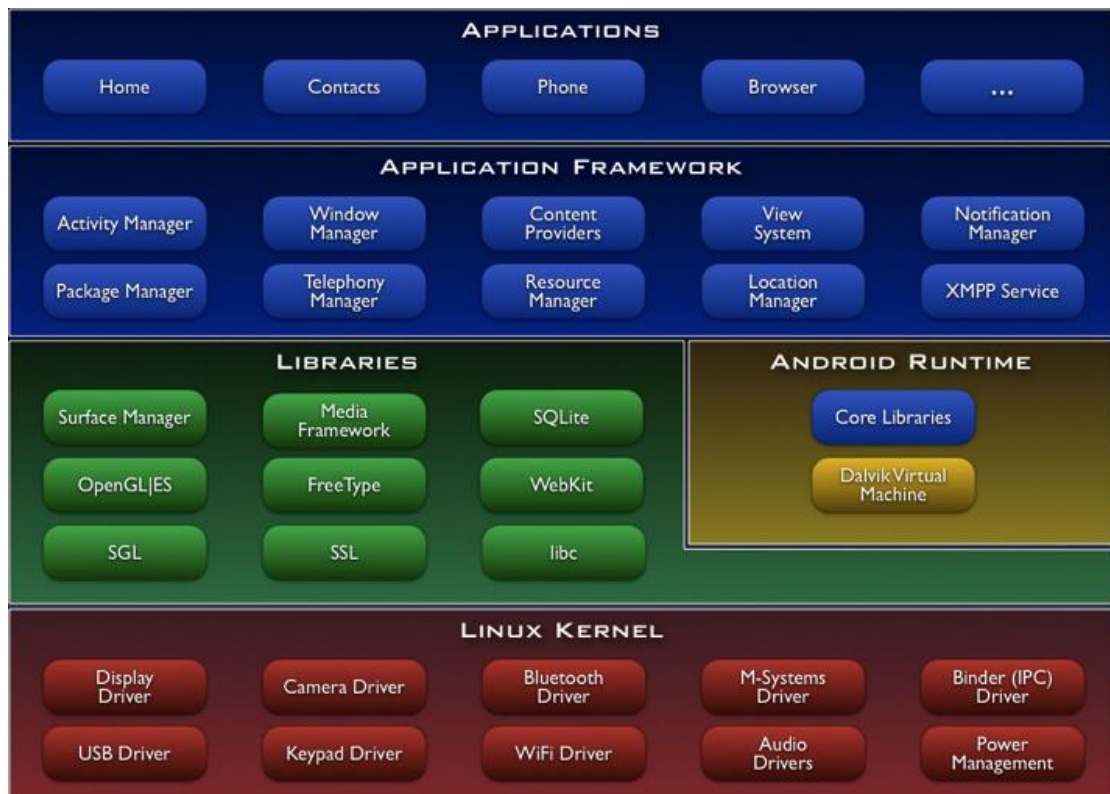 APPLICATIONS
Home
Contacts
Phone
Browser
...
APPLICATION FRAMEWORK
Activity Manager
Window
Manager
Content
Providers
View
System
Notification
Manager
Package Manager
Telephony
Manager
Resource
Manager
Location
Manager
XMPP Service
LIBRARIES
Surface Manager
Media
Framework
SQLite
OpenGL|ES
FreeType
WebKit
SGL
SSL
libc
ANDROID RUNTIME
Core Libraries
Dalvik Virtual
Machine
LINUX KERNEL
Display
Driver
Camera Driver
Bluetooth
Driver
M-Systems
Driver
Binder (IPC)
Driver
USB Driver
Keypad Driver
WiFi Driver
Audio
Drivers
Power
Management